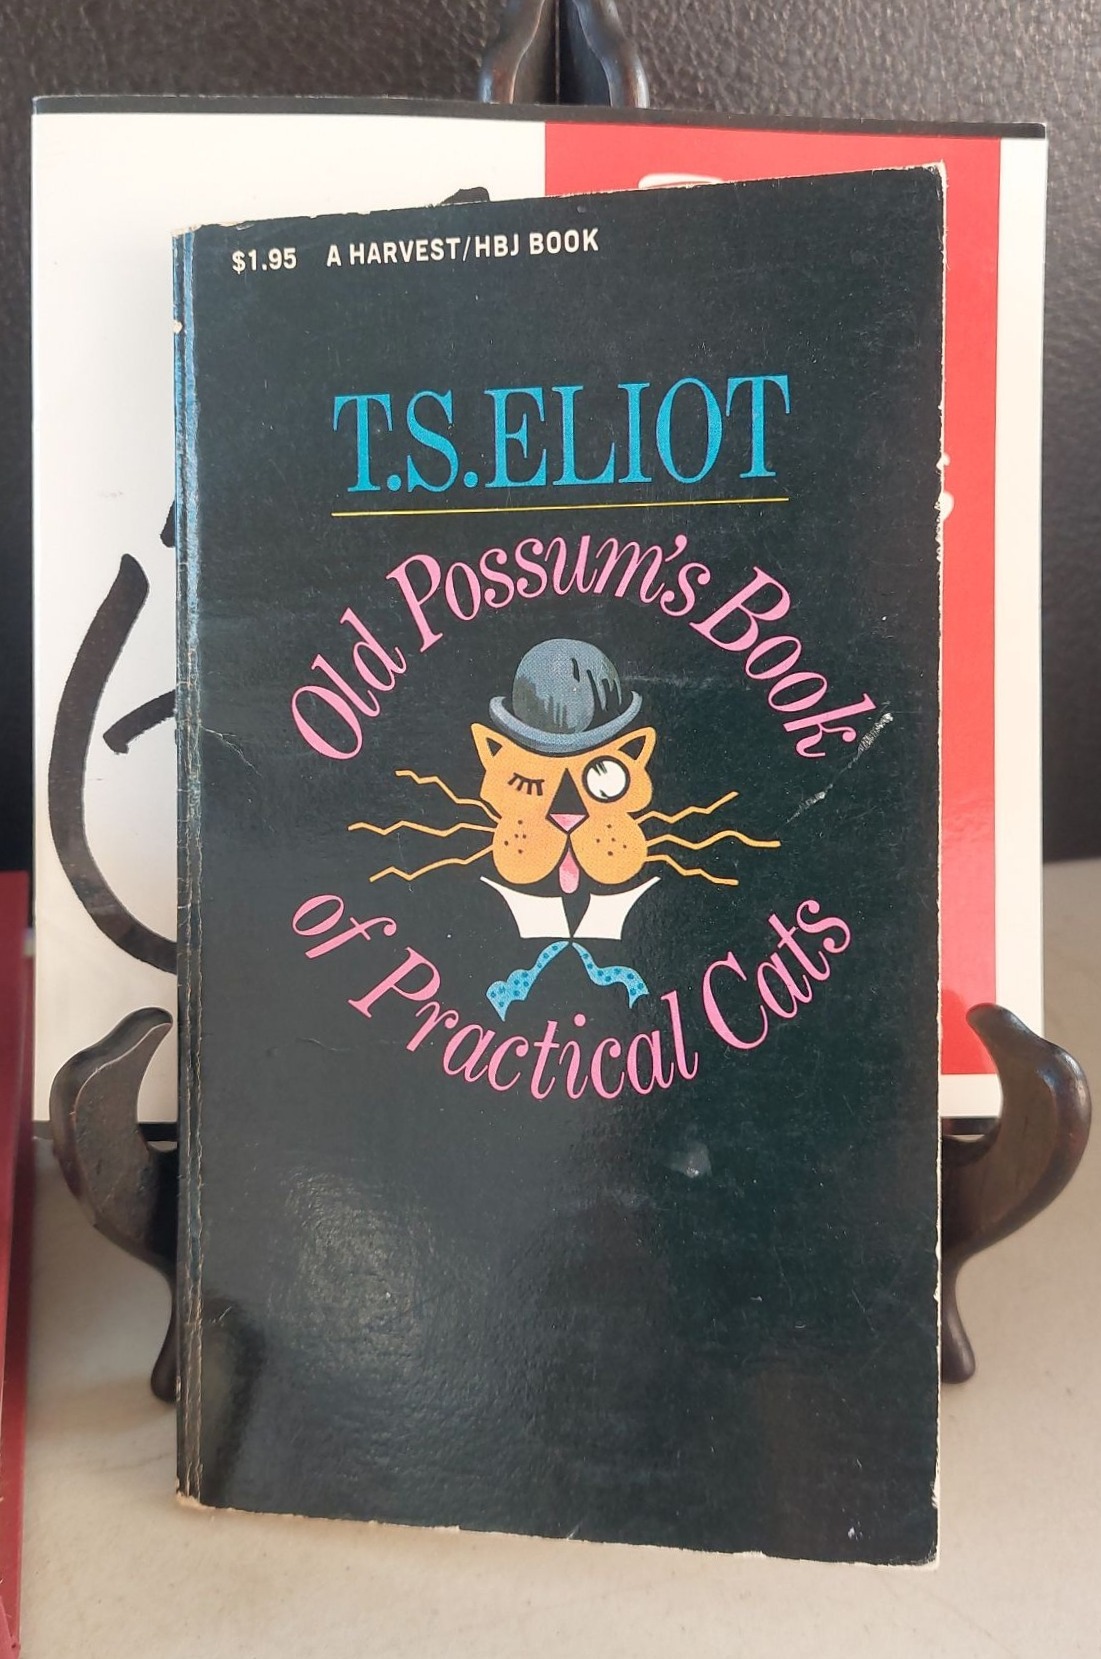 $1.95 A HARVEST/HBJ BOOK
T.S. ELIOT
Old Possum's Book
of Practical Cats